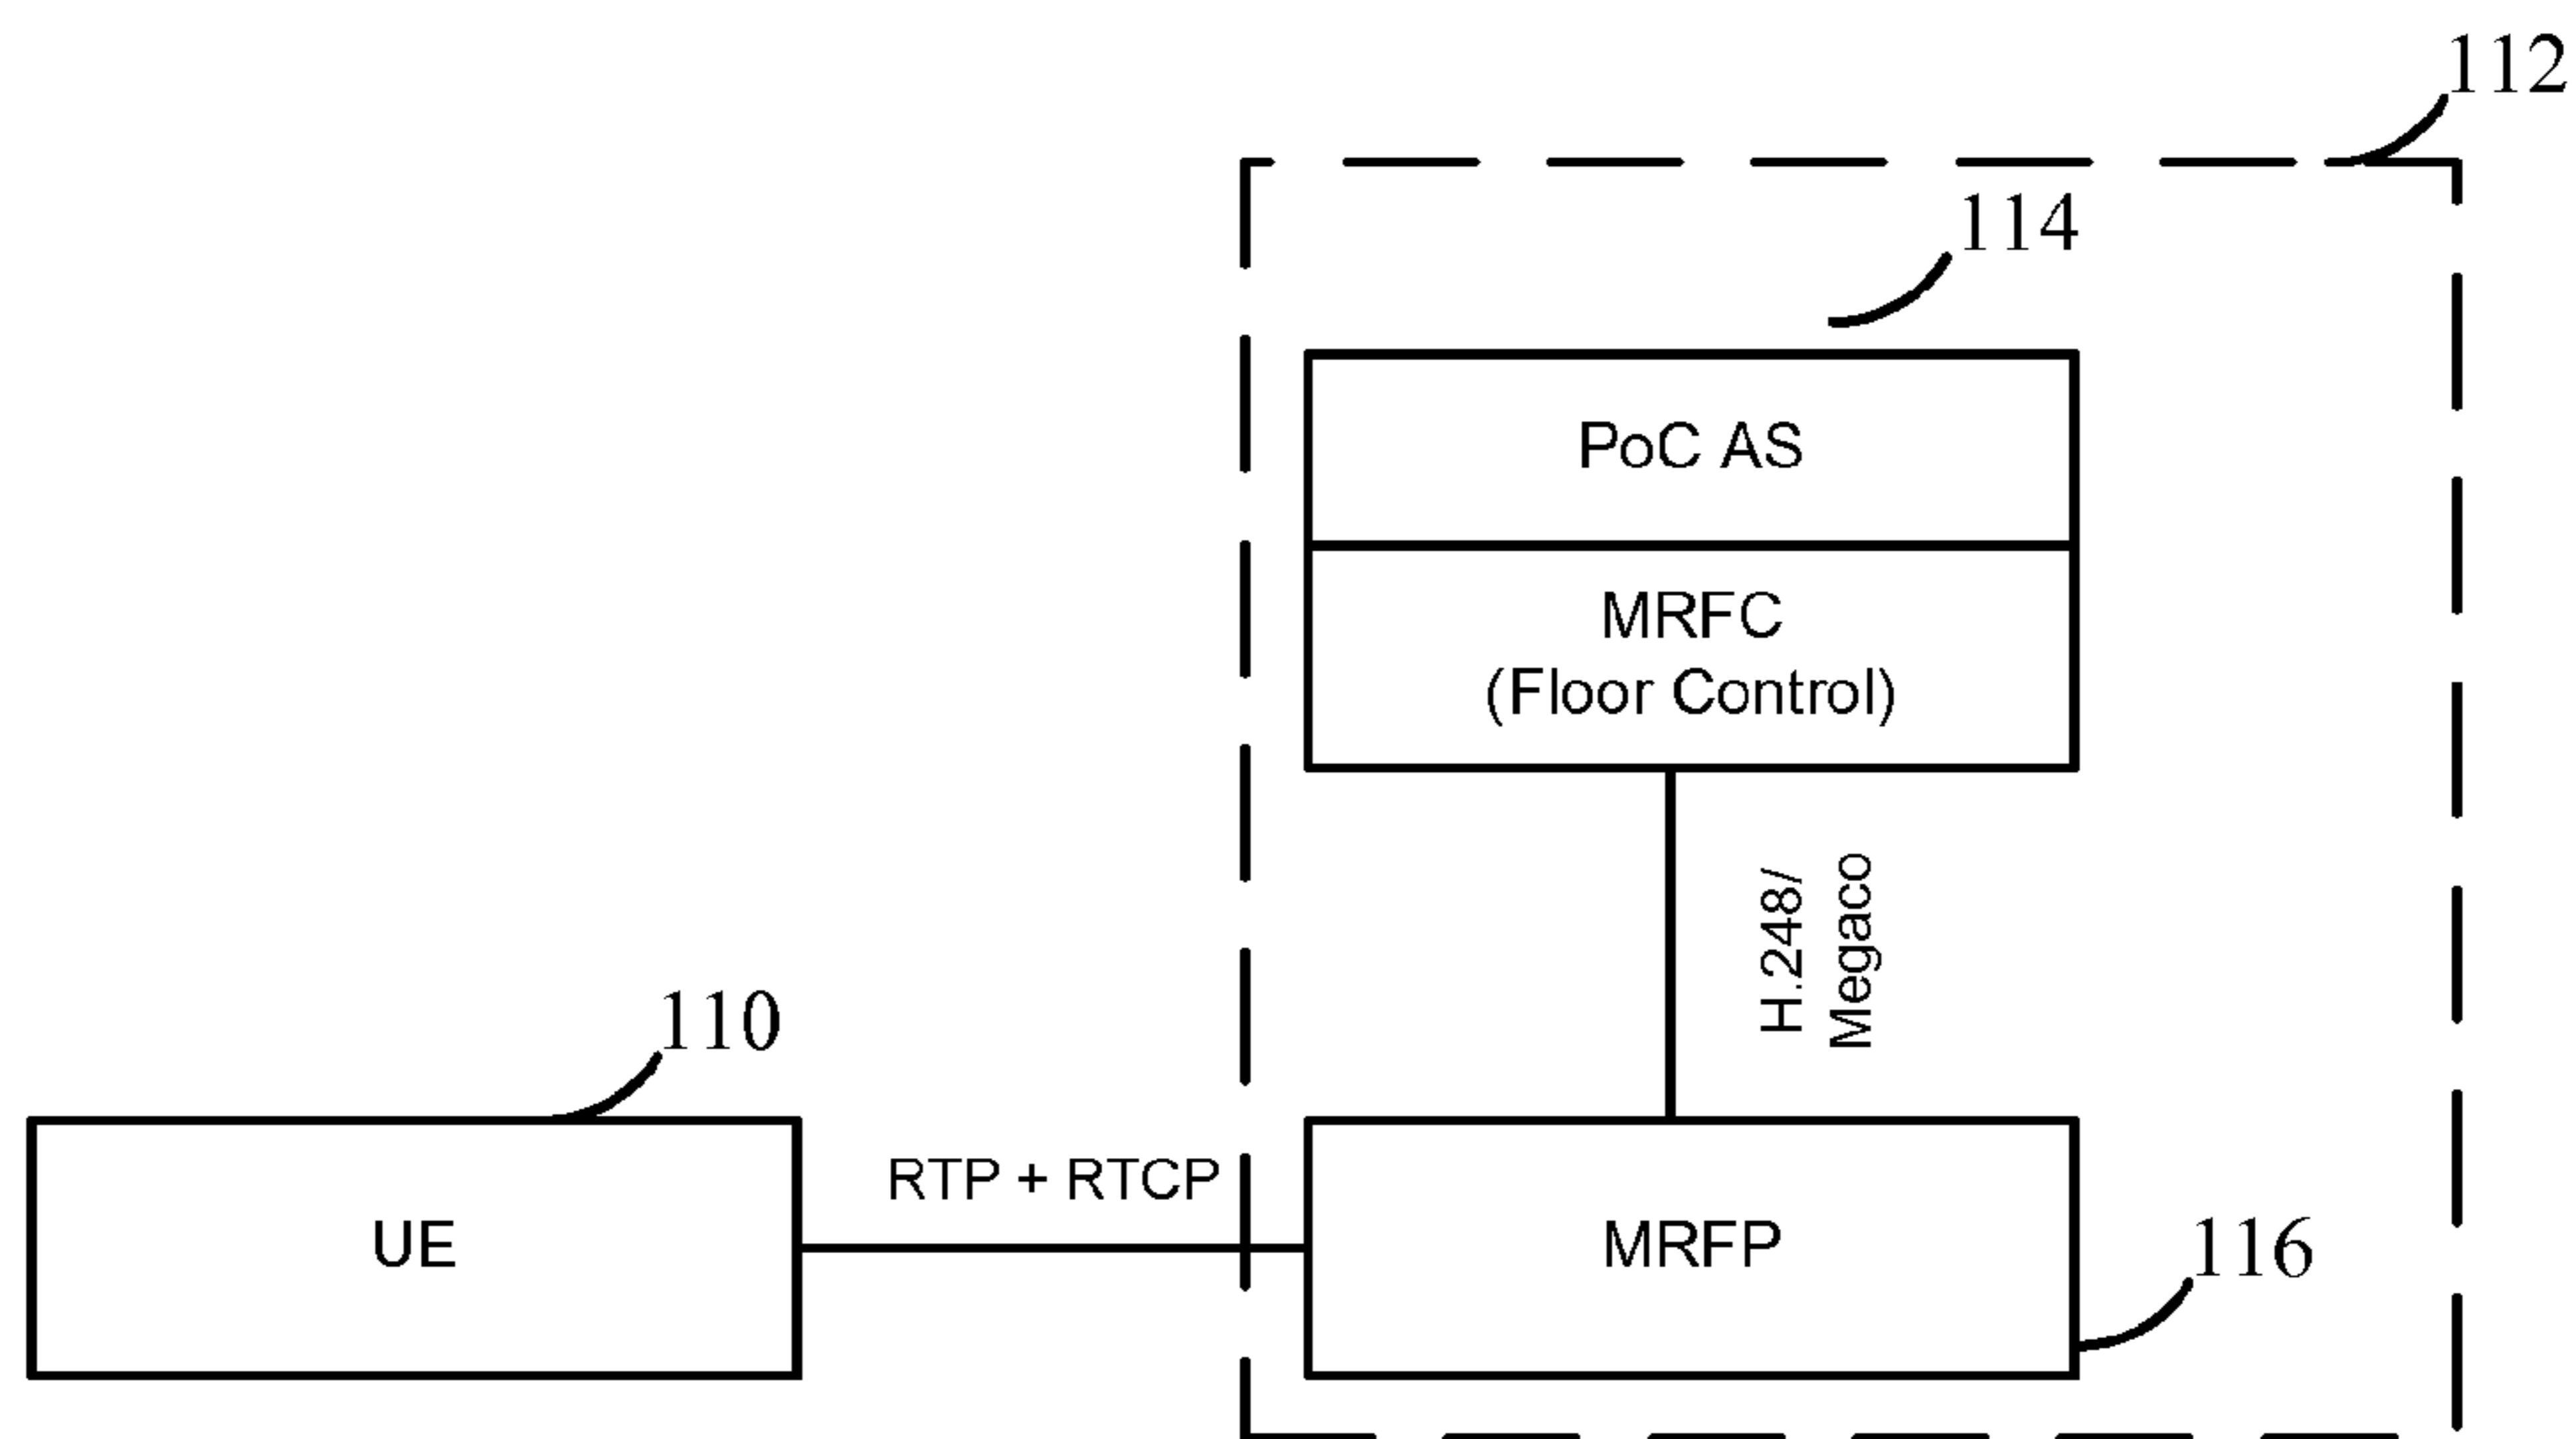 112
114
PoC AS
MRFC
(Floor Control)
H.248/
Megaco
110
RTP + RTCP
UE
MRFP
116